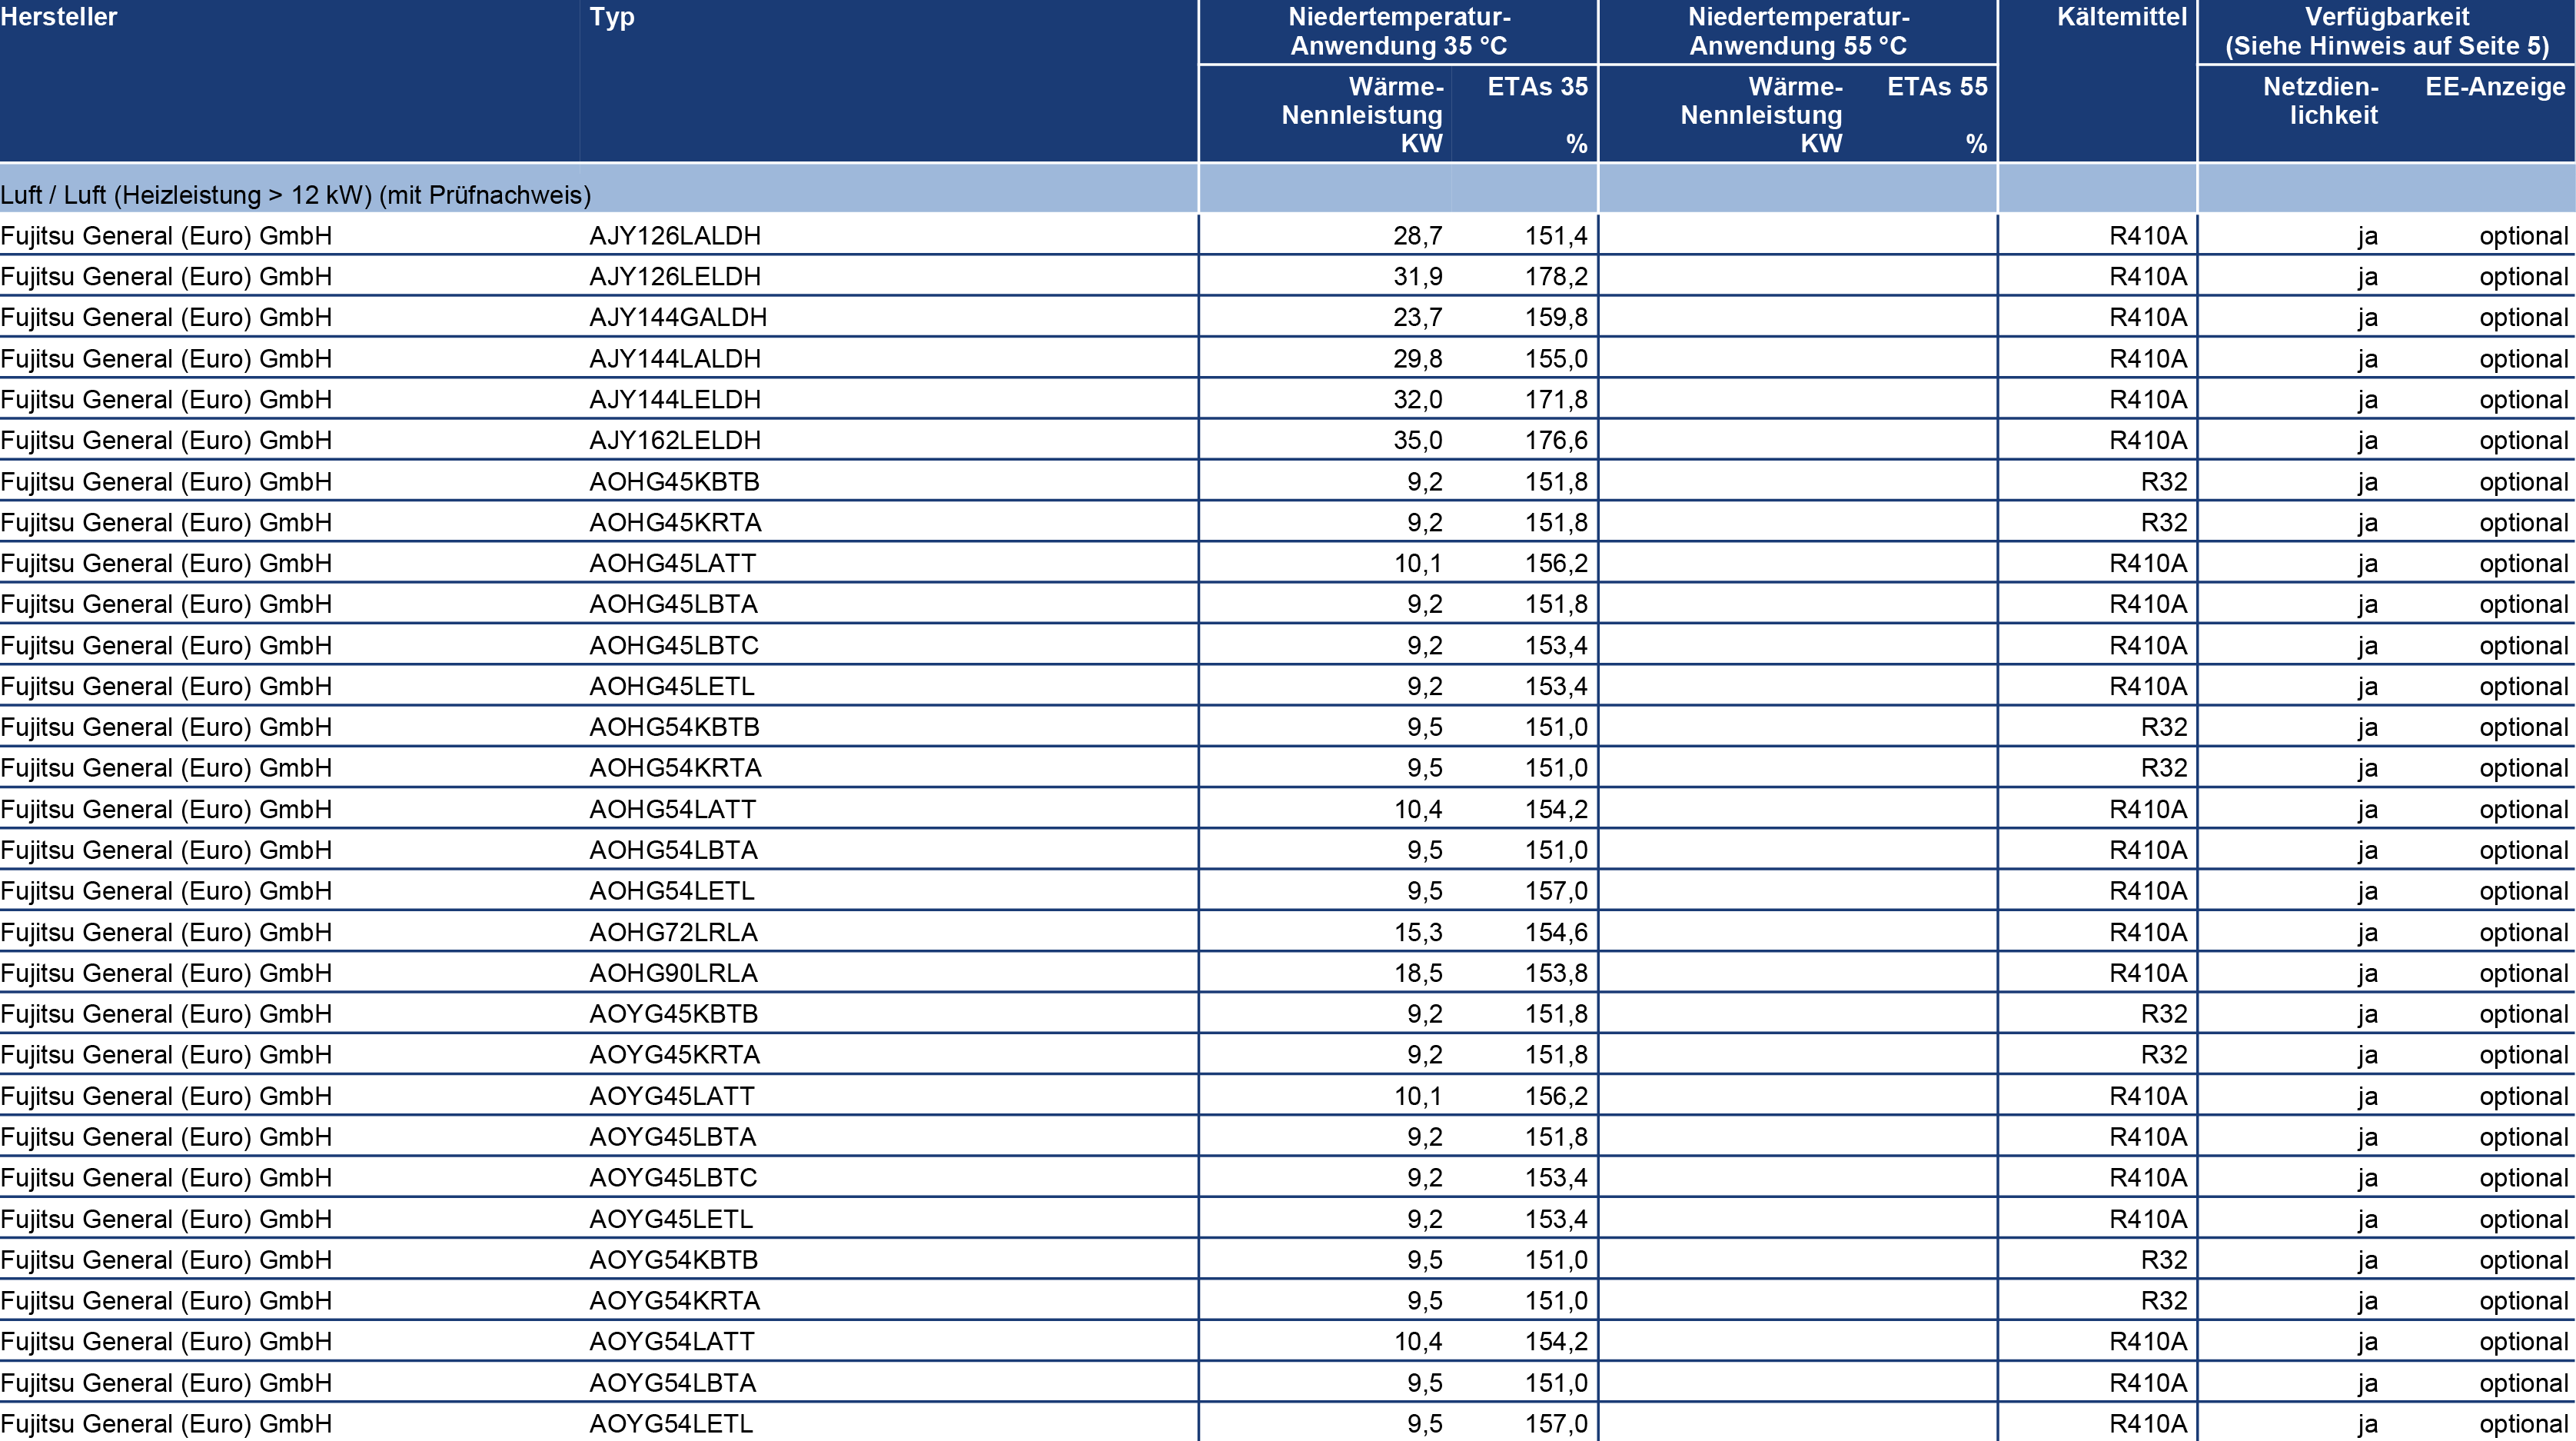 Hersteller Typ Niedertemperatur- Niedertemperatur- Kältemittel Verfügbarkeit
Anwendung 35 °C Anwendung 55 °C (Siehe Hinweis auf Seite 5)
Wärme- ETAs 35 Wärme- ETAs 55 Netzdien- EE-Anzeige
Nennleistung Nennleistung lichkeit
KW % KW %
Luft / Luft (Heizleistung > 12 kW) (mit Prüfnachweis)
Fujitsu General (Euro) GmbH AJY126LALDH 28,7 151,4 R410A ja optional
Fujitsu General (Euro) GmbH AJY126LELDH 31,9 178,2 R410A ja optional
Fujitsu General (Euro) GmbH AJY144GALDH 23,7 159,8 R410A ja optional
Fujitsu General (Euro) GmbH AJY144LALDH 29,8 155,0 R410A ja optional
Fujitsu General (Euro) GmbH AJY144LELDH 32,0 171,8 R410A ja optional
Fujitsu General (Euro) GmbH AJY162LELDH 35,0 176,6 R410A ja optional
Fujitsu General (Euro) GmbH AOHG45KBTB 9,2 151,8 R32 ja optional
Fujitsu General (Euro) GmbH AOHG45KRTA 9,2 151,8 R32 ja optional
Fujitsu General (Euro) GmbH AOHG45LATT 10,1 156,2 R410A ja optional
Fujitsu General (Euro) GmbH AOHG45LBTA 9,2 151,8 R410A ja optional
Fujitsu General (Euro) GmbH AOHG45LBTC 9,2 153,4 R410A ja optional
Fujitsu General (Euro) GmbH AOHG45LETL 9,2 153,4 R410A ja optional
Fujitsu General (Euro) GmbH AOHG54KBTB 9,5 151,0 R32 ja optional
Fujitsu General (Euro) GmbH AOHG54KRTA 9,5 151,0 R32 ja optional
Fujitsu General (Euro) GmbH AOHG54LATT 10,4 154,2 R410A ja optional
Fujitsu General (Euro) GmbH AOHG54LBTA 9,5 151,0 R410A ja optional
Fujitsu General (Euro) GmbH AOHG54LETL 9,5 157,0 R410A ja optional
Fujitsu General (Euro) GmbH AOHG72LRLA 15,3 154,6 R410A ja optional
Fujitsu General (Euro) GmbH AOHG90LRLA 18,5 153,8 R410A ja optional
Fujitsu General (Euro) GmbH AOYG45KBTB 9,2 151,8 R32 ja optional
Fujitsu General (Euro) GmbH AOYG45KRTA 9,2 151,8 R32 ja optional
Fujitsu General (Euro) GmbH AOYG45LATT 10,1 156,2 R410A ja optional
Fujitsu General (Euro) GmbH AOYG45LBTA 9,2 151,8 R410A ja optional
Fujitsu General (Euro) GmbH AOYG45LBTC 9,2 153,4 R410A ja optional
Fujitsu General (Euro) GmbH AOYG45LETL 9,2 153,4 R410A ja optional
Fujitsu General (Euro) GmbH AOYG54KBTB 9,5 151,0 R32 ja optional
Fujitsu General (Euro) GmbH AOYG54KRTA 9,5 151,0 R32 ja optional
Fujitsu General (Euro) GmbH AOYG54LATT 10,4 154,2 R410A ja optional
Fujitsu General (Euro) GmbH AOYG54LBTA 9,5 151,0 R410A ja optional
Fujitsu General (Euro) GmbH AOYG54LETL 9,5 157,0 R410A ja optional